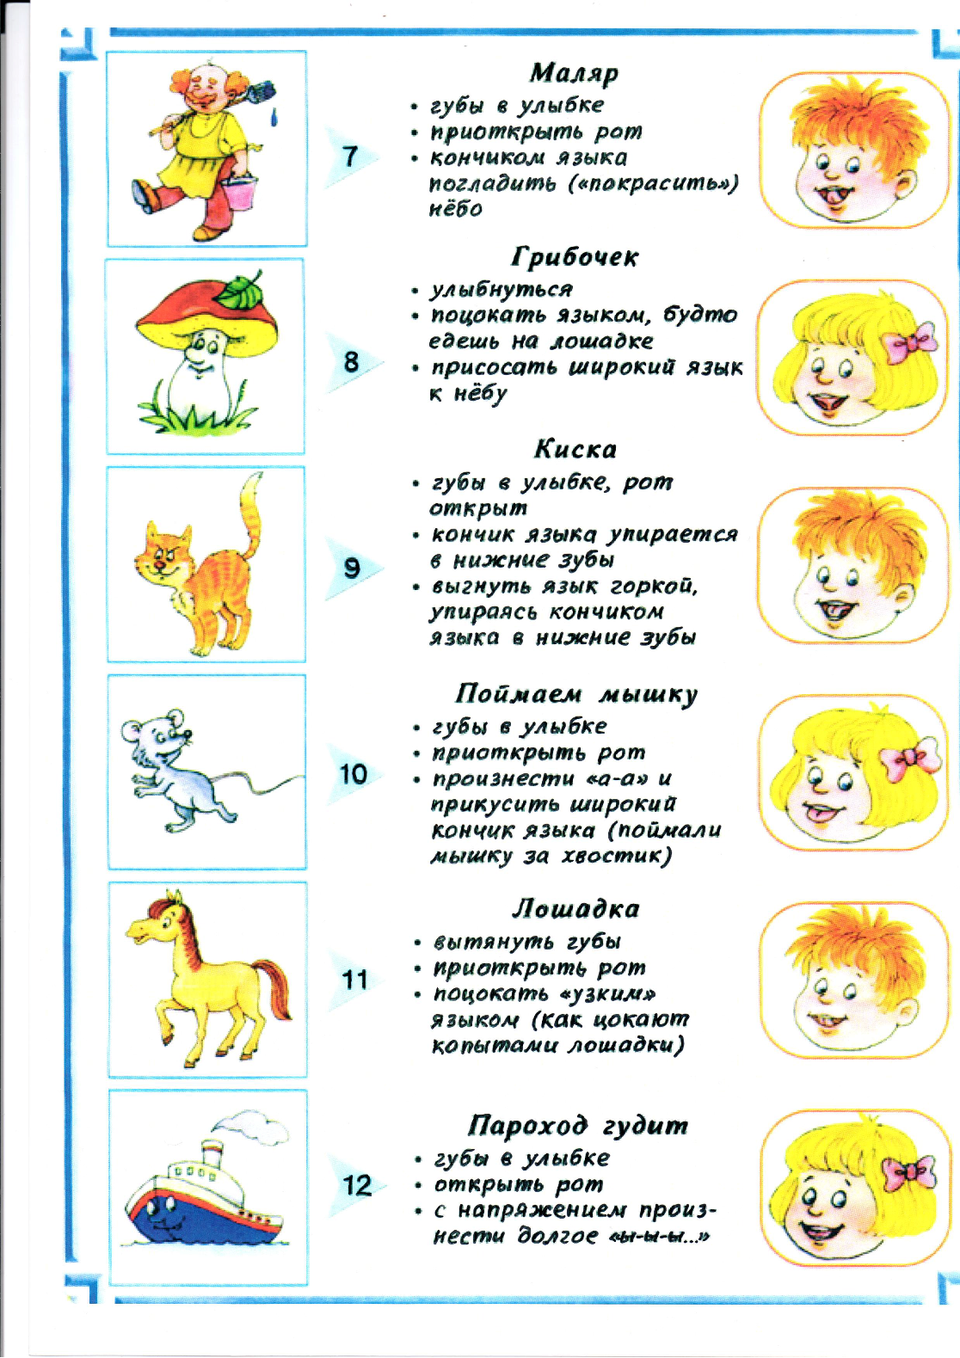 Маляр
• губы в улыбке
• приоткрыть рот
7
• кончиком языка
погладить («покрасить»)
нёбо
Грибочек
• улыбнуться
• поцокать языком, будто
едешь на лошадке
8
• присосать широкий язык
к нёбу
Киска
• губы в улыбке, рот
открыт
• кончик языка упирается
в нижние зубы
9
• выгнуть язык горкой,
упираясь кончиком
языка в нижние зубы
Поймаем мышку
• губы в улыбке
• приоткрыть рот
10
• произнести «а-а» и
прикусить широкий
кончик языка (поймали
мышку за хвостик)
Лошадка
• вытянуть губы
• приоткрыть рот
11
• поцокать «узким»
языком (как цокают
копытами лошадки)
Пароход гудит
• губы в улыбке
• открыть рот
12
• с напряжением произ-
нести долгое «ы-ы-ы...»